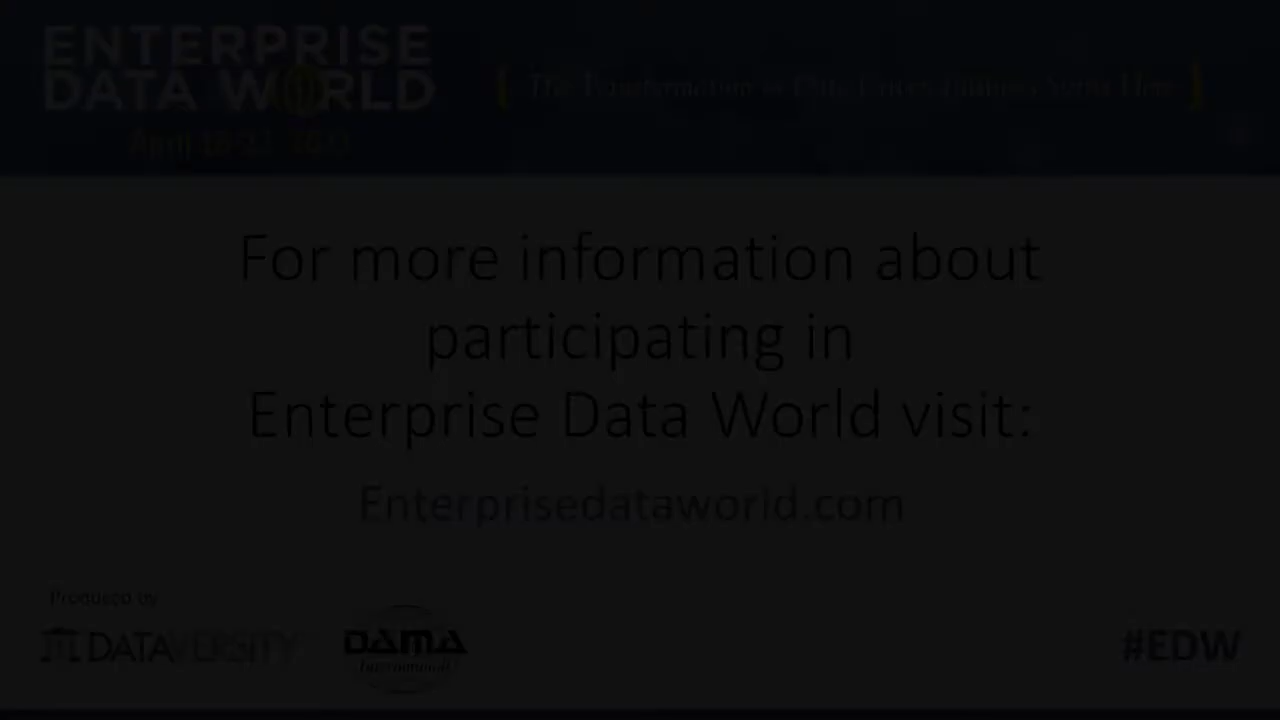 ENTERPRISE
DATA WORLD
For more information about
participating in
Enterprise Data World visit:
Enterprisedataworld.com
Produced by
DATAVERSITY
DAMA
International
#EDW